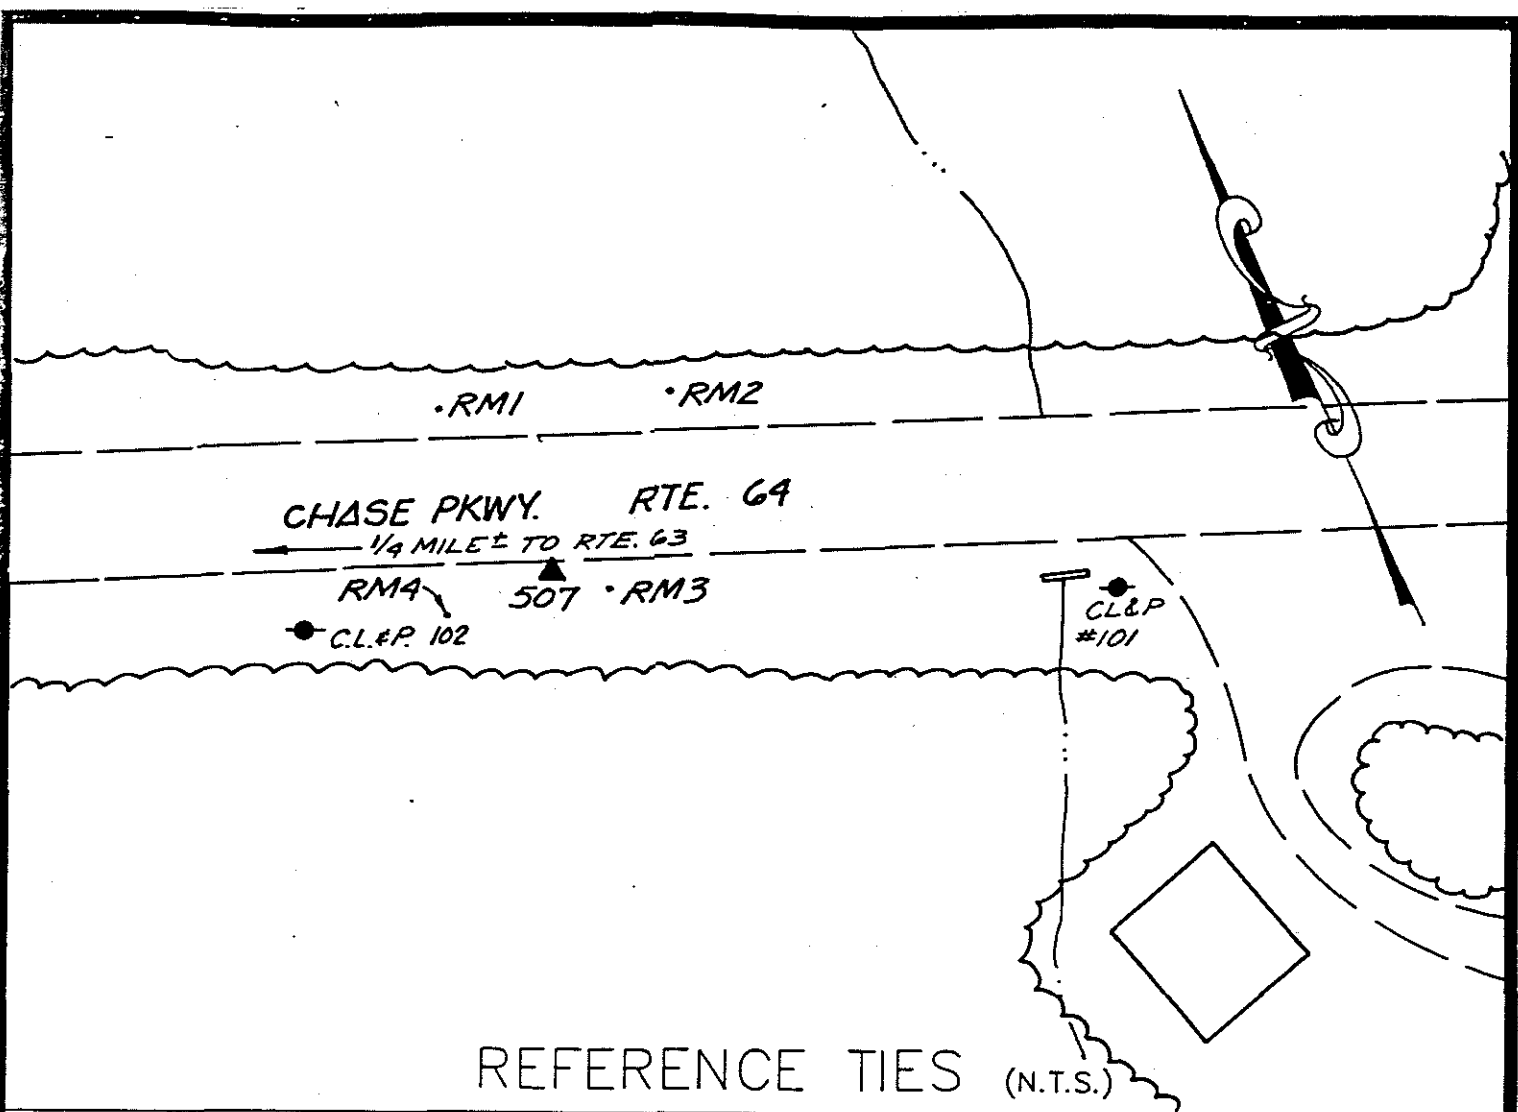 RM1
RM2
CHASE PKWY. RTE. 64
1/4 MILE± TO RTE. 63
RM4
507
RM3
C.L.&P. 102
CL&P
#101
REFERENCE TIES (N.T.S.)